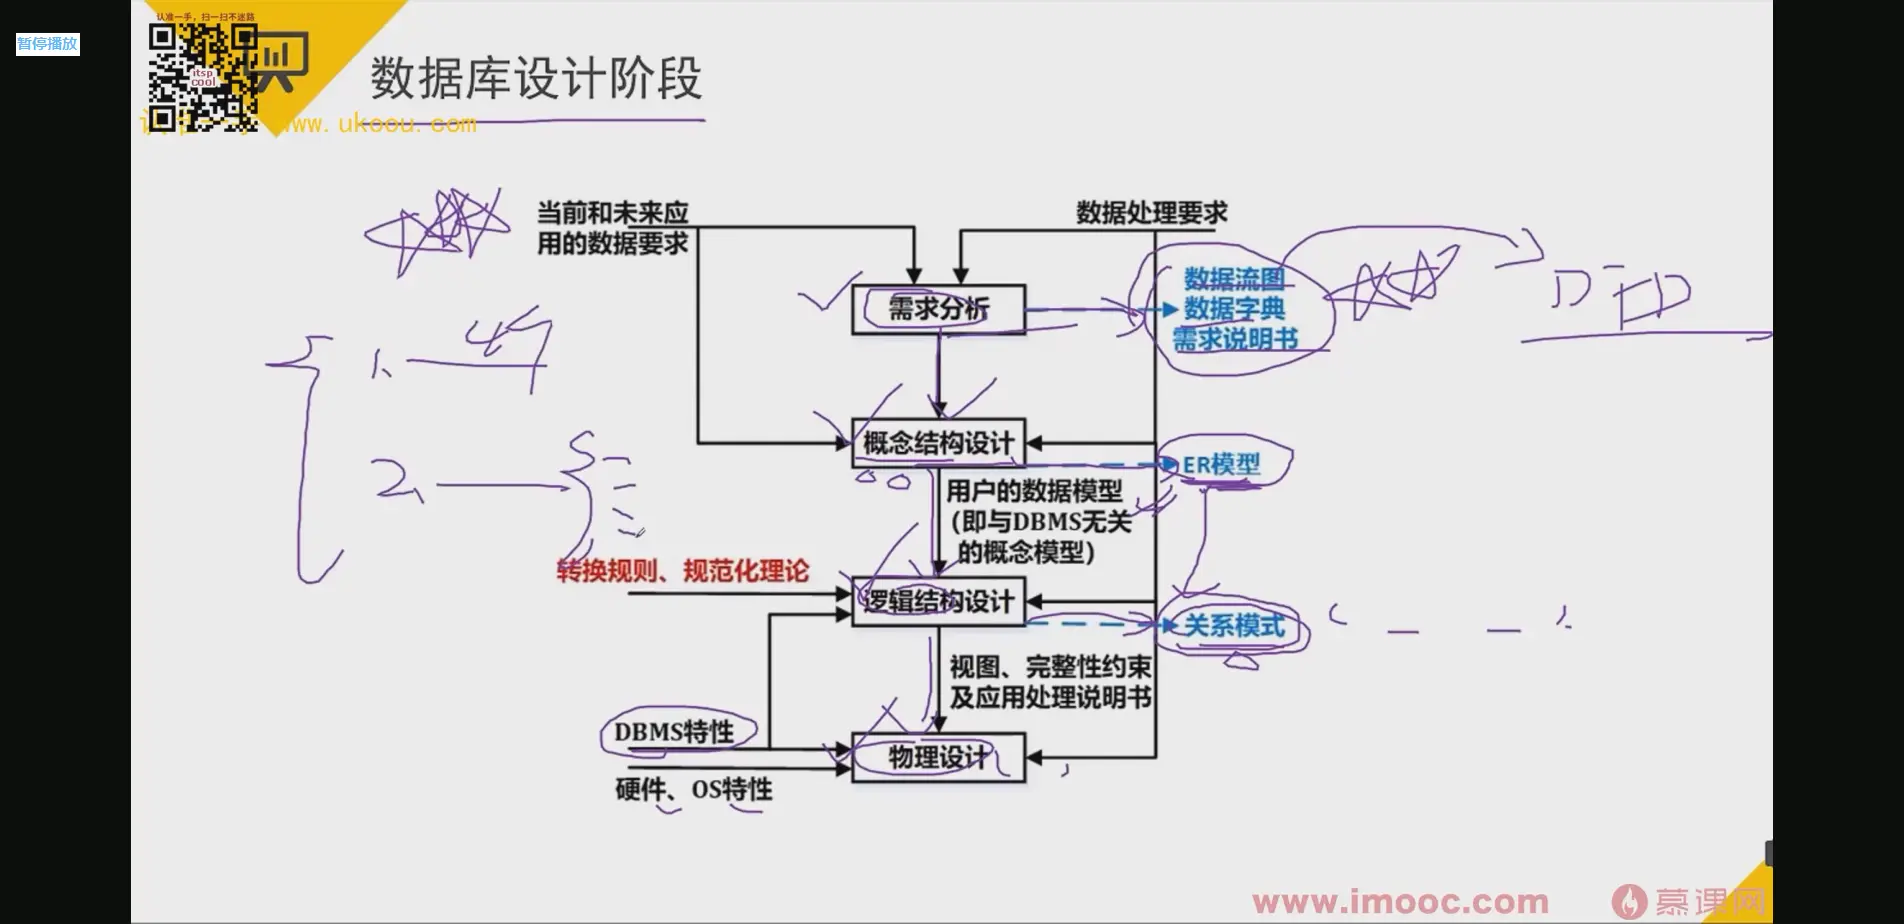 认准一手，扫一扫不迷路
暂停播放
itsp
cool
数据库设计阶段
www.ukoou.com
当前和未来应
用的数据要求
数据处理要求
数据流图
数据字典
需求说明书
需求分析
DFD
1、
47
概念结构设计
ER模型
2、
用户的数据模型
(即与DBMS无关
的概念模型)
转换规则、规范化理论
逻辑结构设计
关系模式
视图、完整性约束
及应用处理说明书
DBMS特性
物理设计
硬件、OS特性
www.imooc.com
慕课网